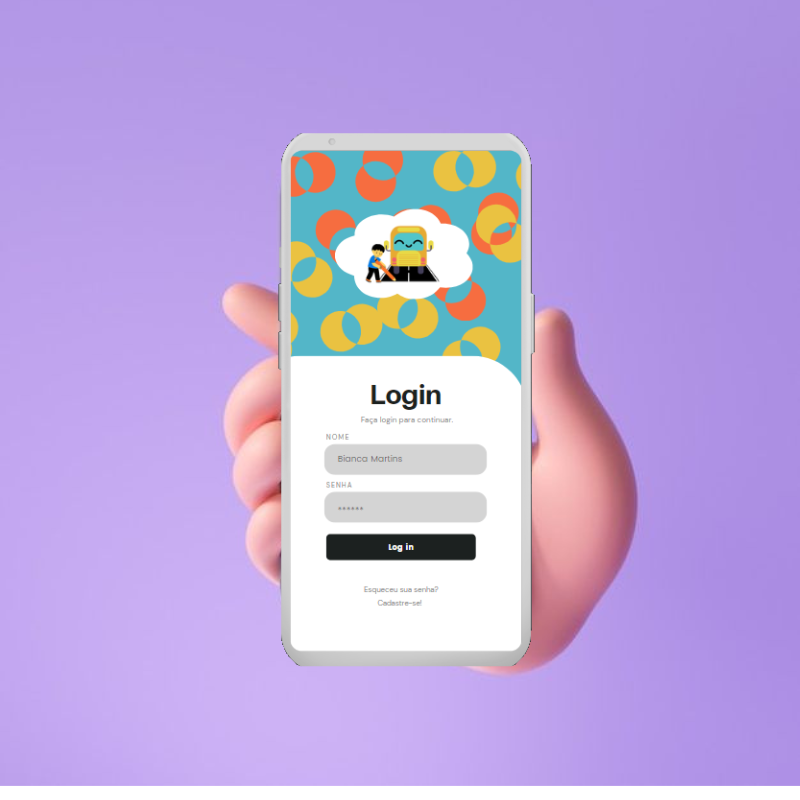 Login
Faça login para continuar.
NOME
Bianca Martins
SENHA
••••••
Log in
Esqueceu sua senha?
Cadastre-se!